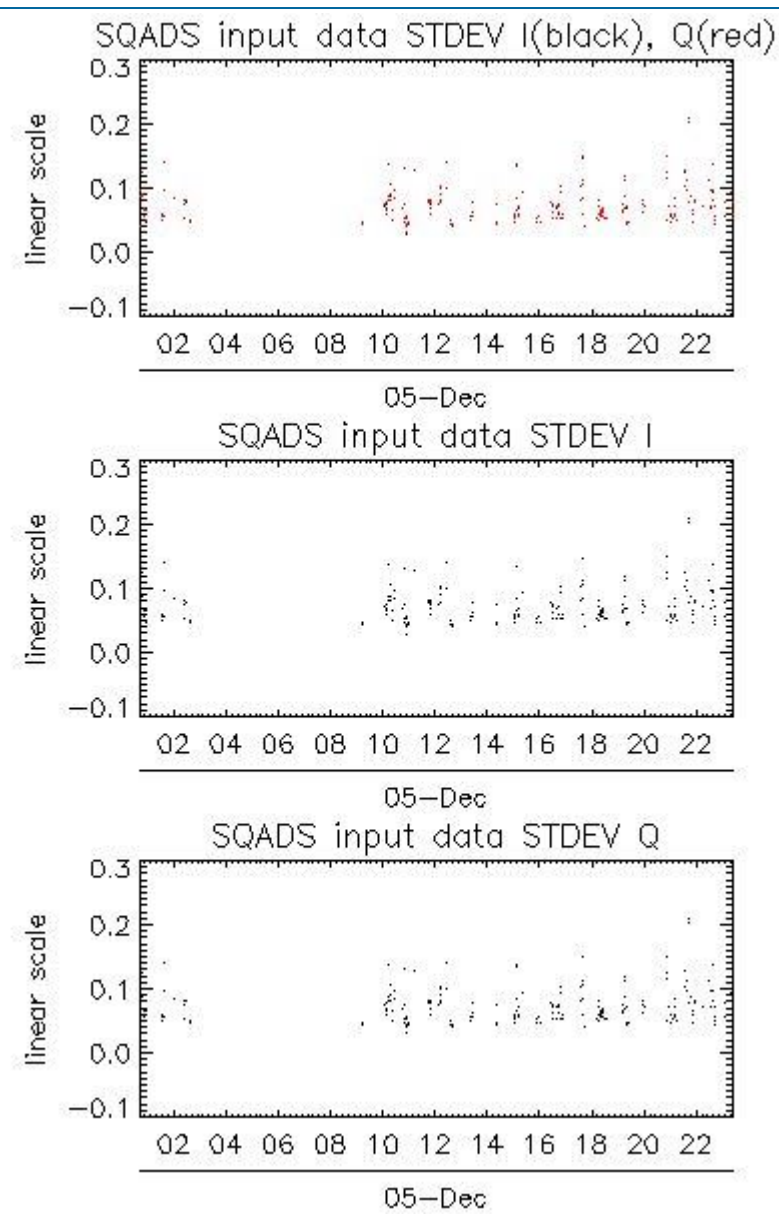 SQADS input data STDEV I(black), Q(red)
0.3
0.2
0.1
0.0
−0.1
linear scale
02 04 06 08 10 12 14 16 18 20 22
05−Dec
SQADS input data STDEV I
0.3
0.2
0.1
0.0
−0.1
linear scale
02 04 06 08 10 12 14 16 18 20 22
05−Dec
SQADS input data STDEV Q
0.3
0.2
0.1
0.0
−0.1
linear scale
02 04 06 08 10 12 14 16 18 20 22
05−Dec